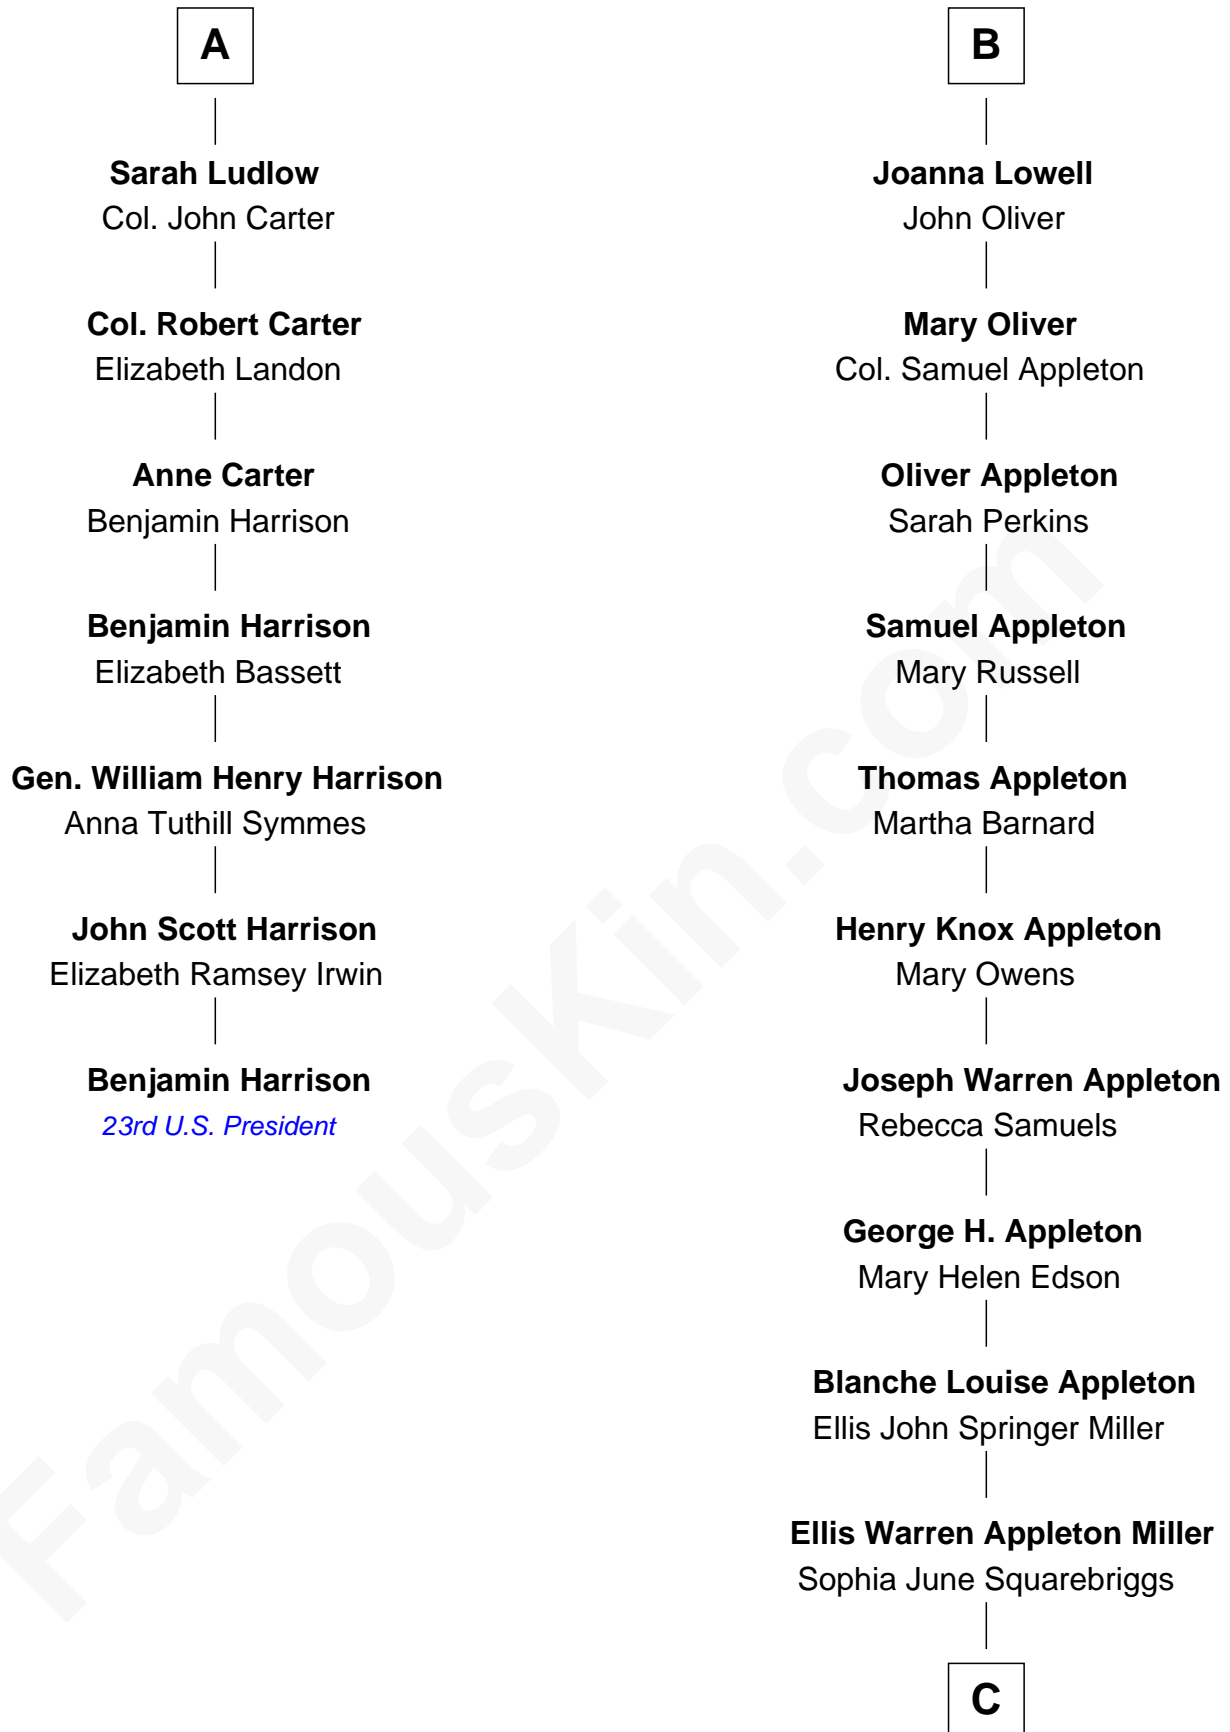 A
Sarah Ludlow
Col. John Carter
Col. Robert Carter
Elizabeth Landon
Anne Carter
Benjamin Harrison
Benjamin Harrison
Elizabeth Bassett
Gen. William Henry Harrison
Anna Tuthill Symmes
John Scott Harrison
Elizabeth Ramsey Irwin
Benjamin Harrison
23rd U.S. President
B
Joanna Lowell
John Oliver
Mary Oliver
Col. Samuel Appleton
Oliver Appleton
Sarah Perkins
Samuel Appleton
Mary Russell
Thomas Appleton
Martha Barnard
Henry Knox Appleton
Mary Owens
Joseph Warren Appleton
Rebecca Samuels
George H. Appleton
Mary Helen Edson
Blanche Louise Appleton
Ellis John Springer Miller
Ellis Warren Appleton Miller
Sophia June Squarebriggs
C
FamousKin.com